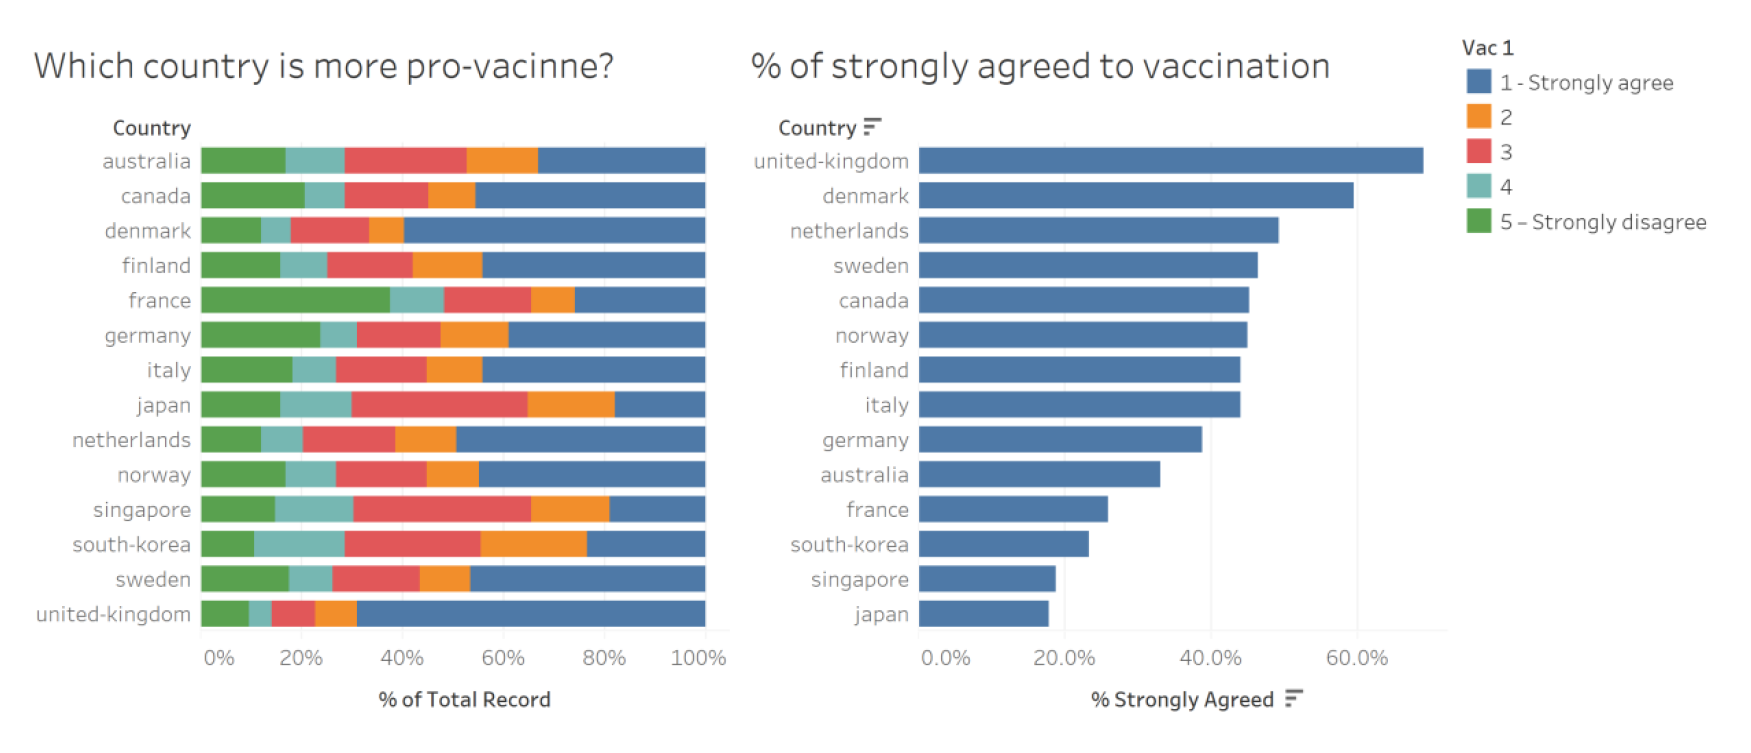 Which country is more pro-vacinne?
Country
australia
canada
denmark
finland
france
germany
italy
japan
netherlands
norway
singapore
south-korea
sweden
united-kingdom
0% 20% 40% 60% 80% 100%
% of Total Record
% of strongly agreed to vaccination
Country
united-kingdom
denmark
netherlands
sweden
canada
norway
finland
italy
germany
australia
france
south-korea
singapore
japan
0.0% 20.0% 40.0% 60.0%
% Strongly Agreed
Vac 1
1 - Strongly agree
2
3
4
5 – Strongly disagree